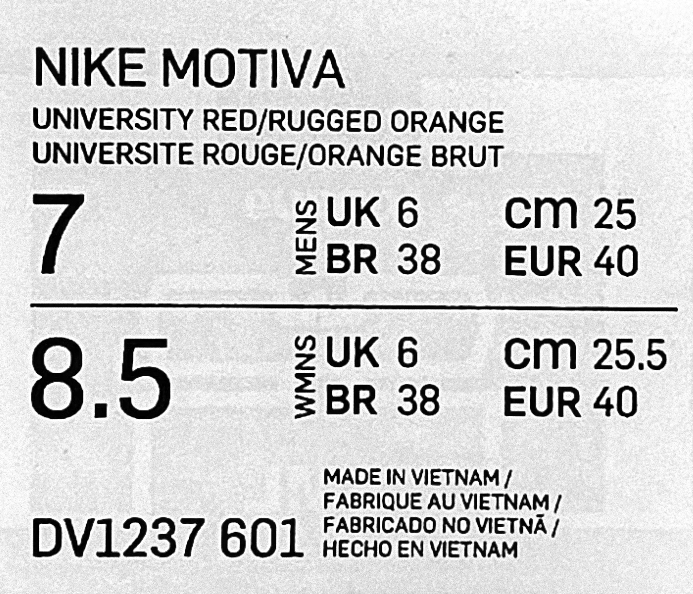 NIKE MOTIVA
UNIVERSITY RED/RUGGED ORANGE
UNIVERSITE ROUGE/ORANGE BRUT
7 MENS UK 6 cm 25
BR 38 EUR 40
8.5 WMNS UK 6 cm 25.5
BR 38 EUR 40
DV1237 601
MADE IN VIETNAM /
FABRIQUE AU VIETNAM /
FABRICADO NO VIETNÃ /
HECHO EN VIETNAM